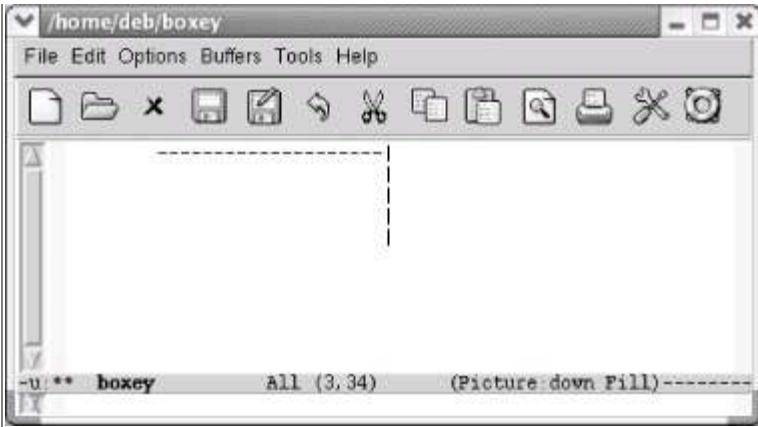 /home/deb/boxey
File Edit Options Buffers Tools Help
--------------------|
|
|
|
|
-u:** boxey All (3,34) (Picture:down Fill)--------